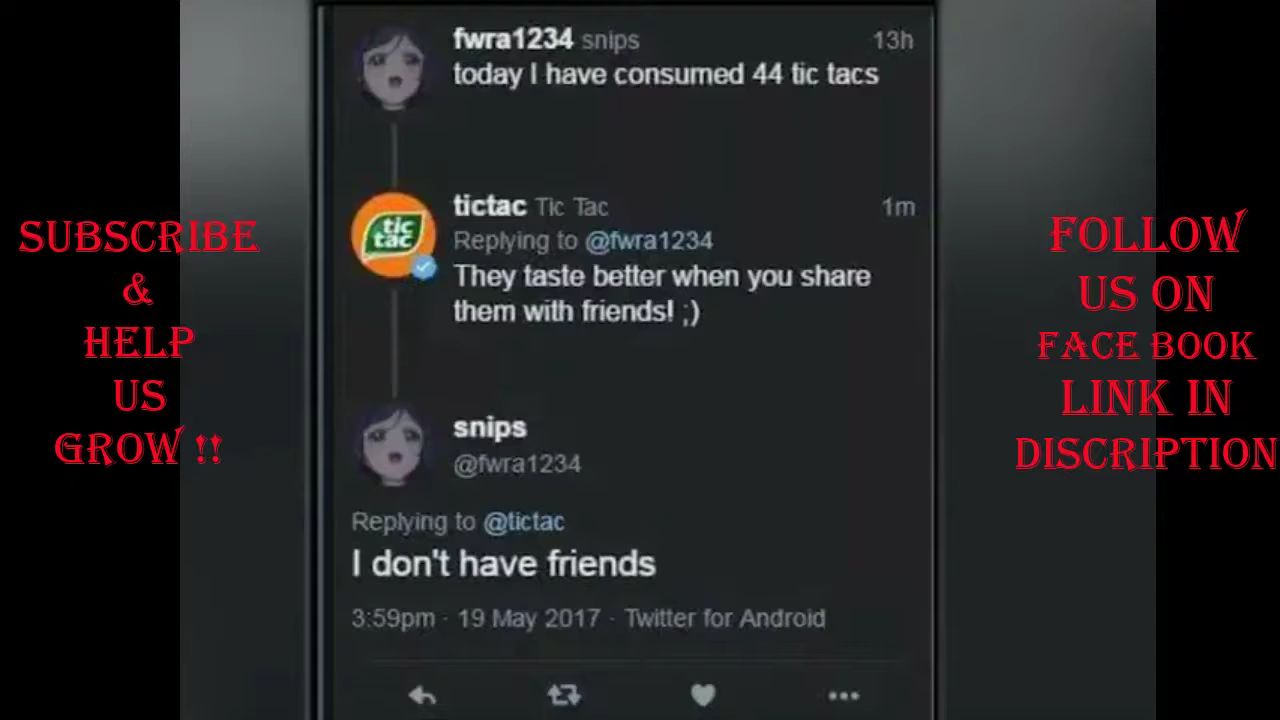 fwra1234 snips 13h
today I have consumed 44 tic tacs
tic
tac
tictac Tic Tac 1m
Replying to @fwra1234
They taste better when you share
them with friends! ;)
snips
@fwra1234
Replying to @tictac
I don't have friends
3:59pm · 19 May 2017 · Twitter for Android
SUBSCRIBE
&
HELP
US
GROW !!
FOLLOW
US ON
FACE BOOK
LINK IN
DISCRIPTION